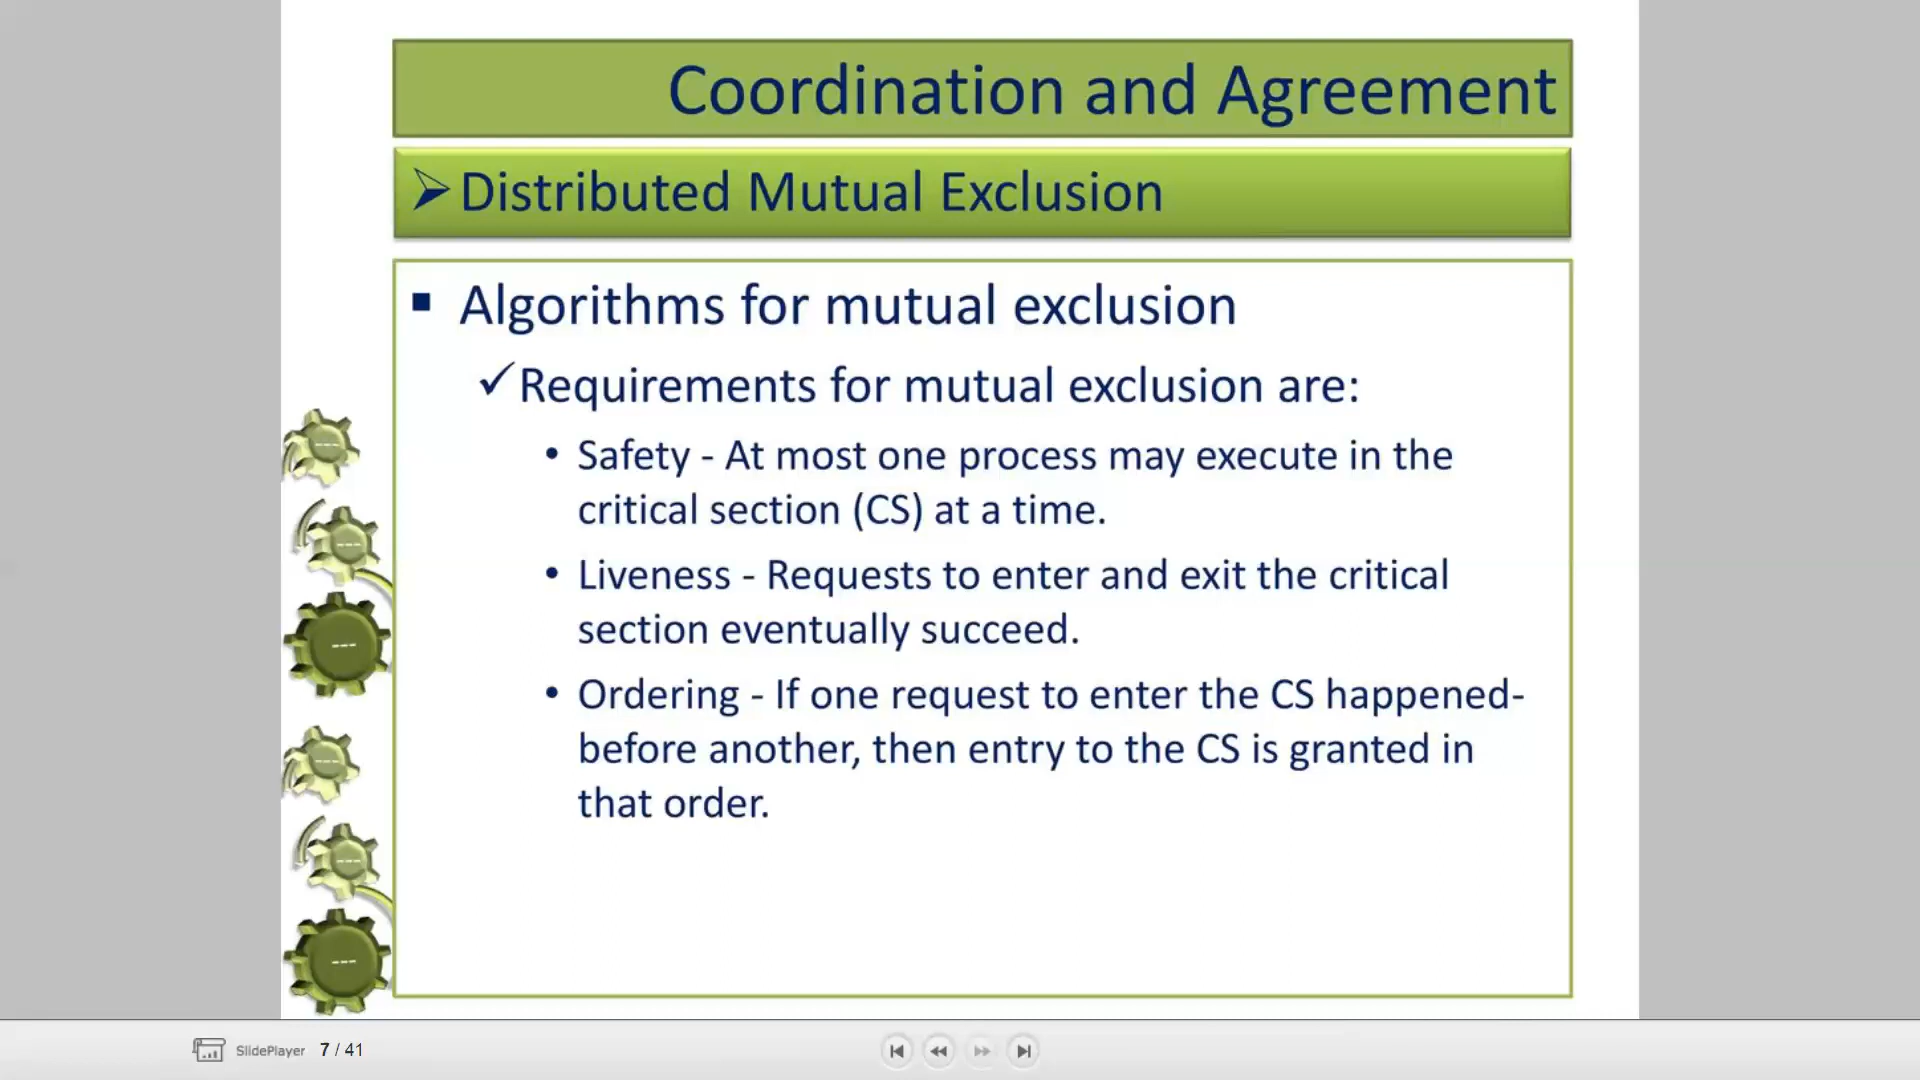 Coordination and Agreement
➢Distributed Mutual Exclusion
▪ Algorithms for mutual exclusion
✓Requirements for mutual exclusion are:
• Safety - At most one process may execute in the
critical section (CS) at a time.
• Liveness - Requests to enter and exit the critical
section eventually succeed.
• Ordering - If one request to enter the CS happened-
before another, then entry to the CS is granted in
that order.
---
---
---
---
---
---
SlidePlayer 7 / 41